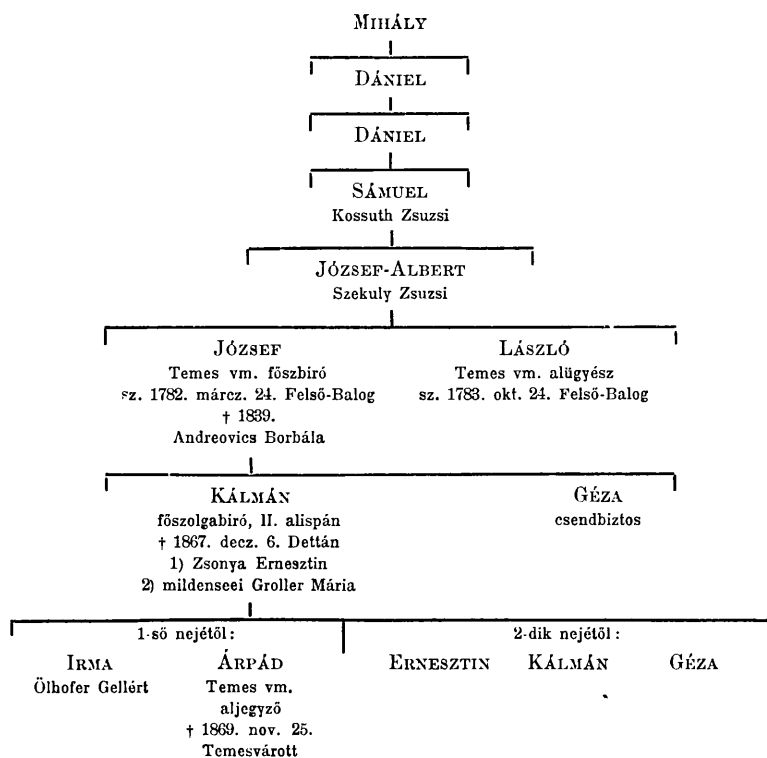 MIHÁLY
DÁNIEL
DÁNIEL
SÁMUEL
Kossuth Zsuzsi
JÓZSEF-ALBERT
Szekuly Zsuzsi
JÓZSEF
Temes vm. főszbiró
sz. 1782. márcz. 24. Felső-Balog
† 1839.
Andreovics Borbála
LÁSZLÓ
Temes vm. alügyész
sz. 1783. okt. 24. Felső-Balog
KÁLMÁN
főszolgabiró, II. alispán
† 1867. decz. 6. Dettán
1) Zsonya Ernesztin
2) mildenseei Groller Mária
GÉZA
csendbiztos
1-ső nejétől:
IRMA
Ölhofer Gellért
ÁRPÁD
Temes vm.
aljegyző
† 1869. nov. 25.
Temesvárott
2-dik nejétől:
ERNESZTIN
KÁLMÁN
GÉZA